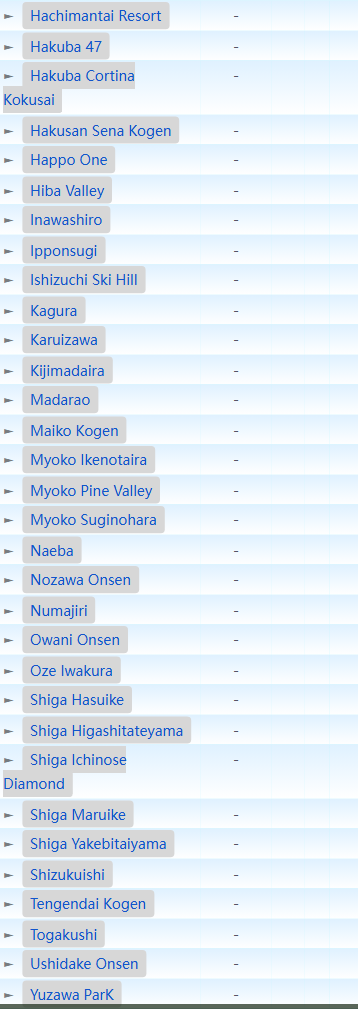 ► Hachimantai Resort -
► Hakuba 47 -
► Hakuba Cortina -
Kokusai
► Hakusan Sena Kogen -
► Happo One -
► Hiba Valley -
► Inawashiro -
► Ipponsugi -
► Ishizuchi Ski Hill -
► Kagura -
► Karuizawa -
► Kijimadaira -
► Madarao -
► Maiko Kogen -
► Myoko Ikenotaira -
► Myoko Pine Valley -
► Myoko Suginohara -
► Naeba -
► Nozawa Onsen -
► Numajiri -
► Owani Onsen -
► Oze Iwakura -
► Shiga Hasuike -
► Shiga Higashitateyama -
► Shiga Ichinose -
Diamond
► Shiga Maruike -
► Shiga Yakebitaiyama -
► Shizukuishi -
► Tengendai Kogen -
► Togakushi -
► Ushidake Onsen -
► Yuzawa ParK -